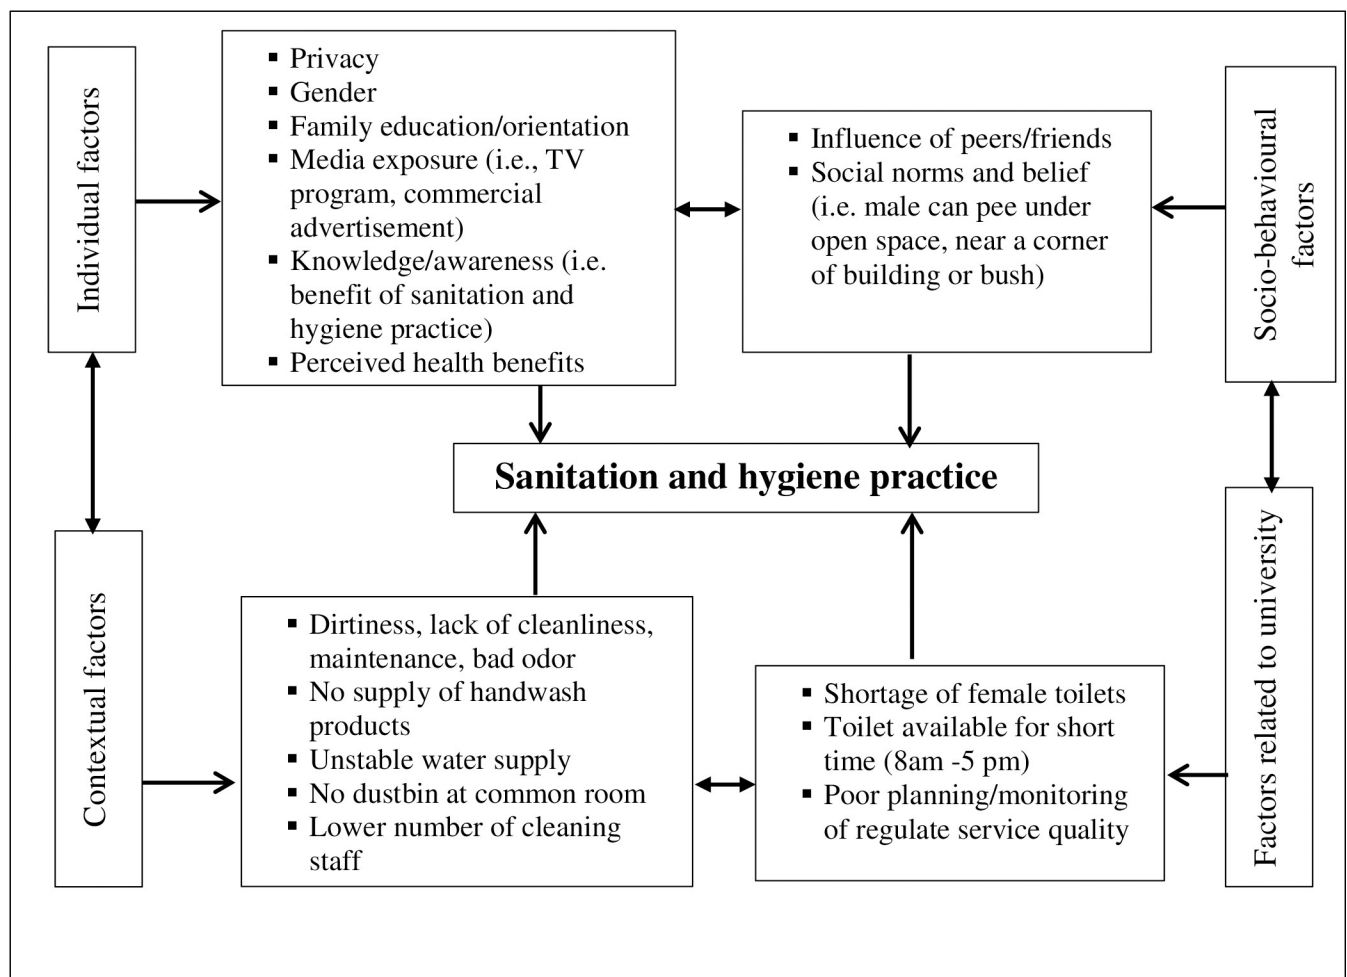 Individual factors
▪ Privacy
▪ Gender
▪ Family education/orientation
▪ Media exposure (i.e., TV
program, commercial
advertisement)
▪ Knowledge/awareness (i.e.
benefit of sanitation and
hygiene practice)
▪ Perceived health benefits
▪ Influence of peers/friends
▪ Social norms and belief
(i.e. male can pee under
open space, near a corner
of building or bush)
Socio-behavioural
factors
Sanitation and hygiene practice
Contextual factors
▪ Dirtiness, lack of cleanliness,
maintenance, bad odor
▪ No supply of handwash
products
▪ Unstable water supply
▪ No dustbin at common room
▪ Lower number of cleaning
staff
▪ Shortage of female toilets
▪ Toilet available for short
time (8am -5 pm)
▪ Poor planning/monitoring
of regulate service quality
Factors related to university